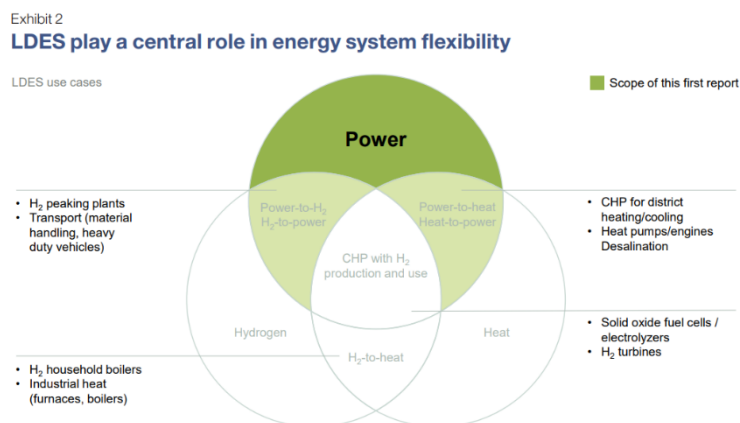 Exhibit 2
LDES play a central role in energy system flexibility
LDES use cases
Scope of this first report
Power
• H₂ peaking plants
• Transport (material
handling, heavy
duty vehicles)
Power-to-H₂
H₂-to-power
Power-to-heat
Heat-to-power
• CHP for district
heating/cooling
• Heat pumps/engines
Desalination
CHP with H₂
production and use
Hydrogen
Heat
• Solid oxide fuel cells /
electrolyzers
• H₂ turbines
H₂-to-heat
• H₂ household boilers
• Industrial heat
(furnaces, boilers)